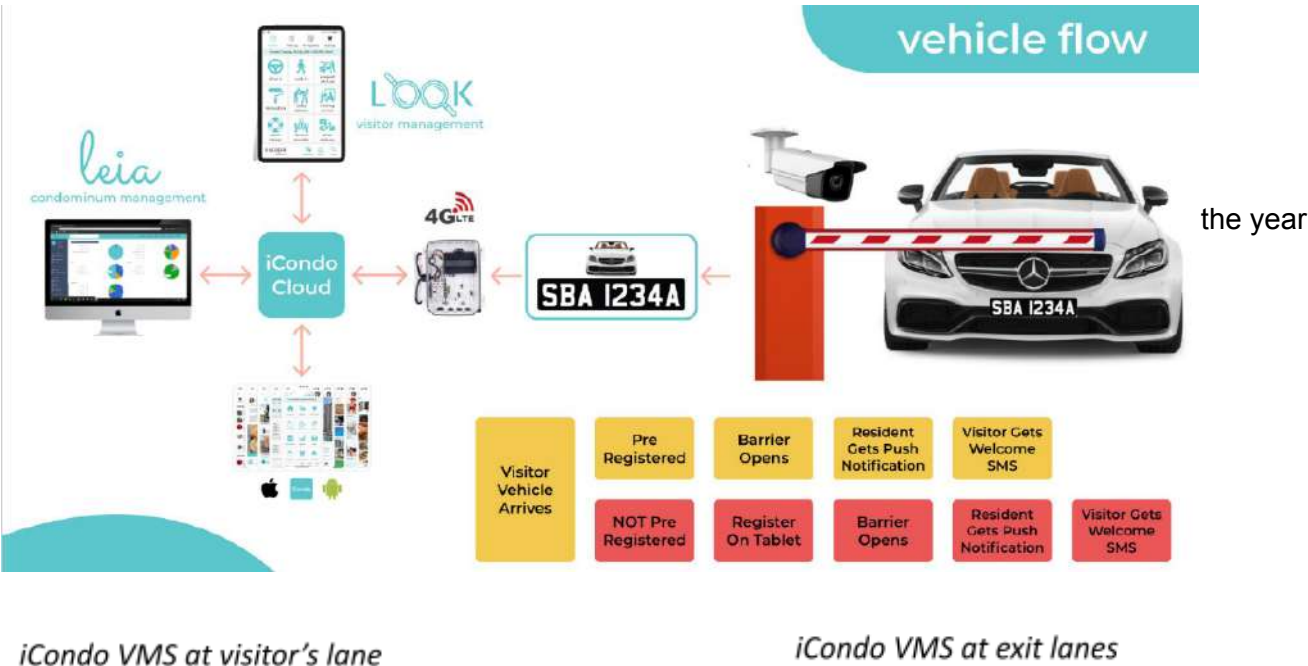 vehicle flow
LOOK
visitor management
leia
condominum management
the year
4G LTE
iCondo
Cloud
SBA 1234A
SBA 1234A
Visitor
Vehicle
Arrives
Pre
Registered
Barrier
Opens
Resident
Gets Push
Notification
Visitor Gets
Welcome
SMS
NOT Pre
Registered
Register
On Tablet
Barrier
Opens
Resident
Gets Push
Notification
Visitor Gets
Welcome
SMS
iCondo VMS at visitor's lane
iCondo VMS at exit lanes